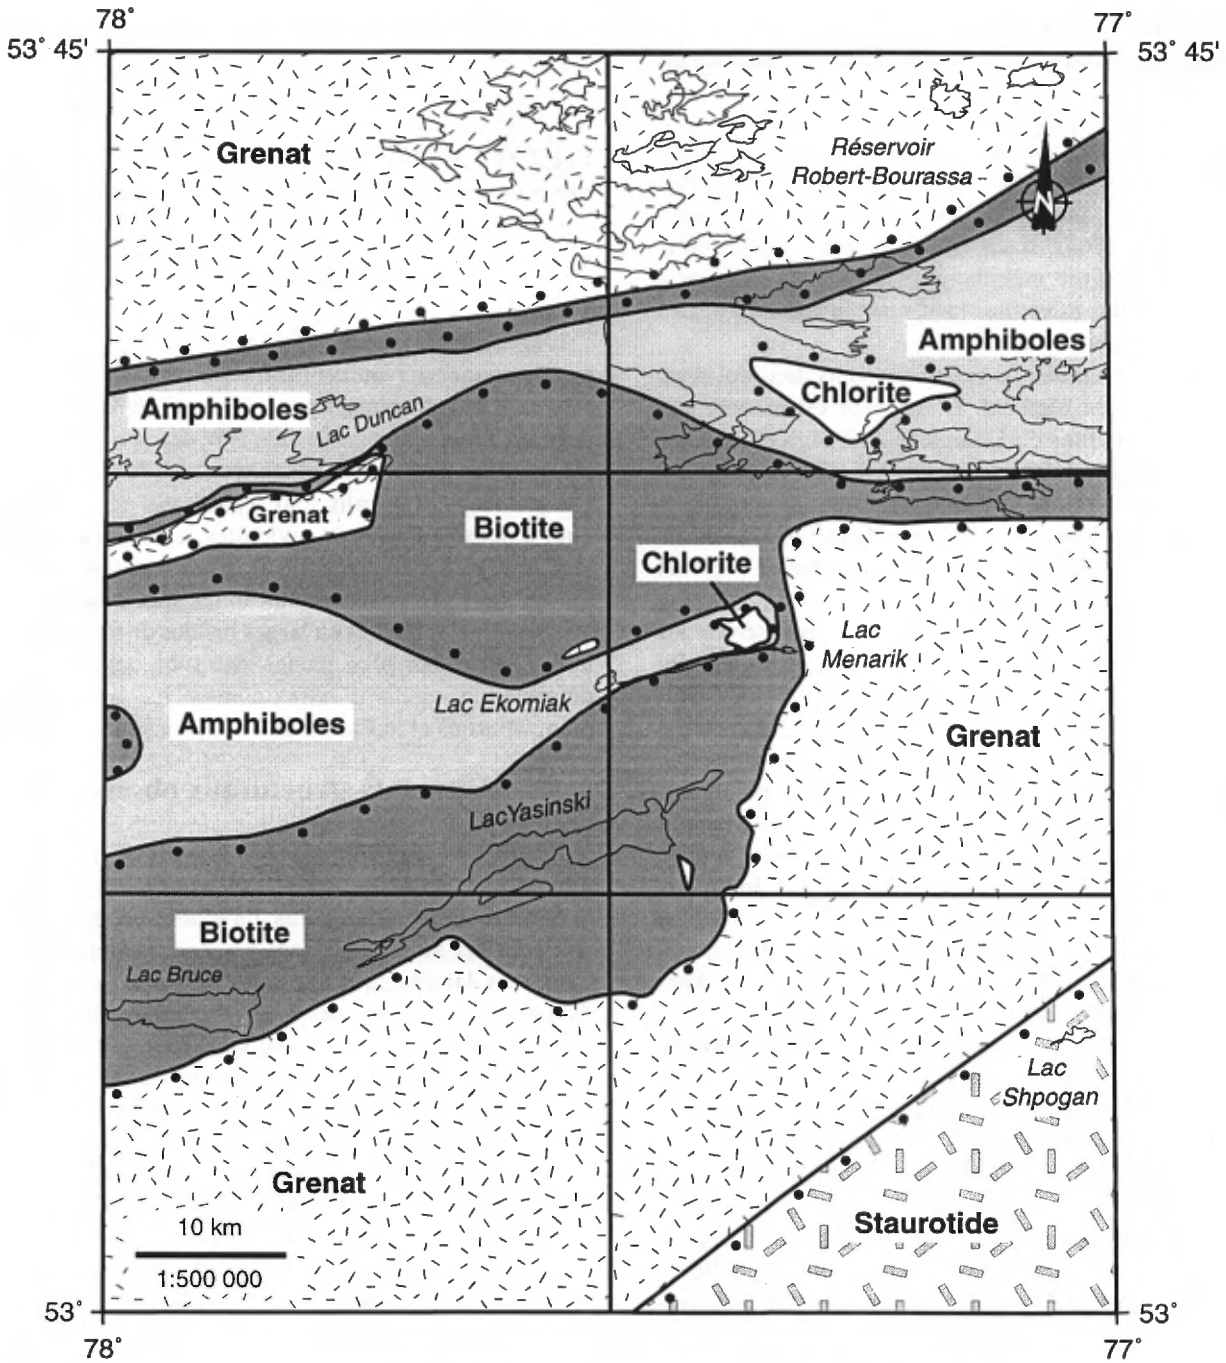 78°
77°
53° 45'
53° 45'
Grenat
Réservoir
Robert-Bourassa
N
Amphiboles
Chlorite
Amphiboles
Lac Duncan
Grenat
Biotite
Chlorite
Lac
Menarik
Lac Ekomiak
Amphiboles
Grenat
Lac Yasinski
Biotite
Lac Bruce
Lac
Shpogan
Grenat
Staurotide
10 km
1:500 000
53°
53°
78°
77°